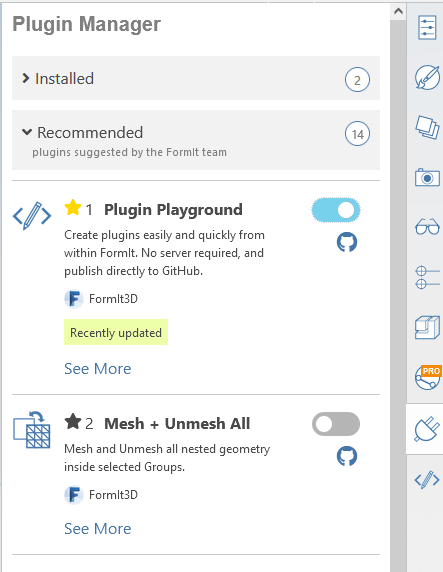 Plugin Manager
Installed 2
Recommended 14
plugins suggested by the FormIt team
1 Plugin Playground
Create plugins easily and quickly from
within FormIt. No server required, and
publish directly to GitHub.
F FormIt3D
Recently updated
See More
PRO
2 Mesh + Unmesh All
Mesh and Unmesh all nested geometry
inside selected Groups.
F FormIt3D
See More